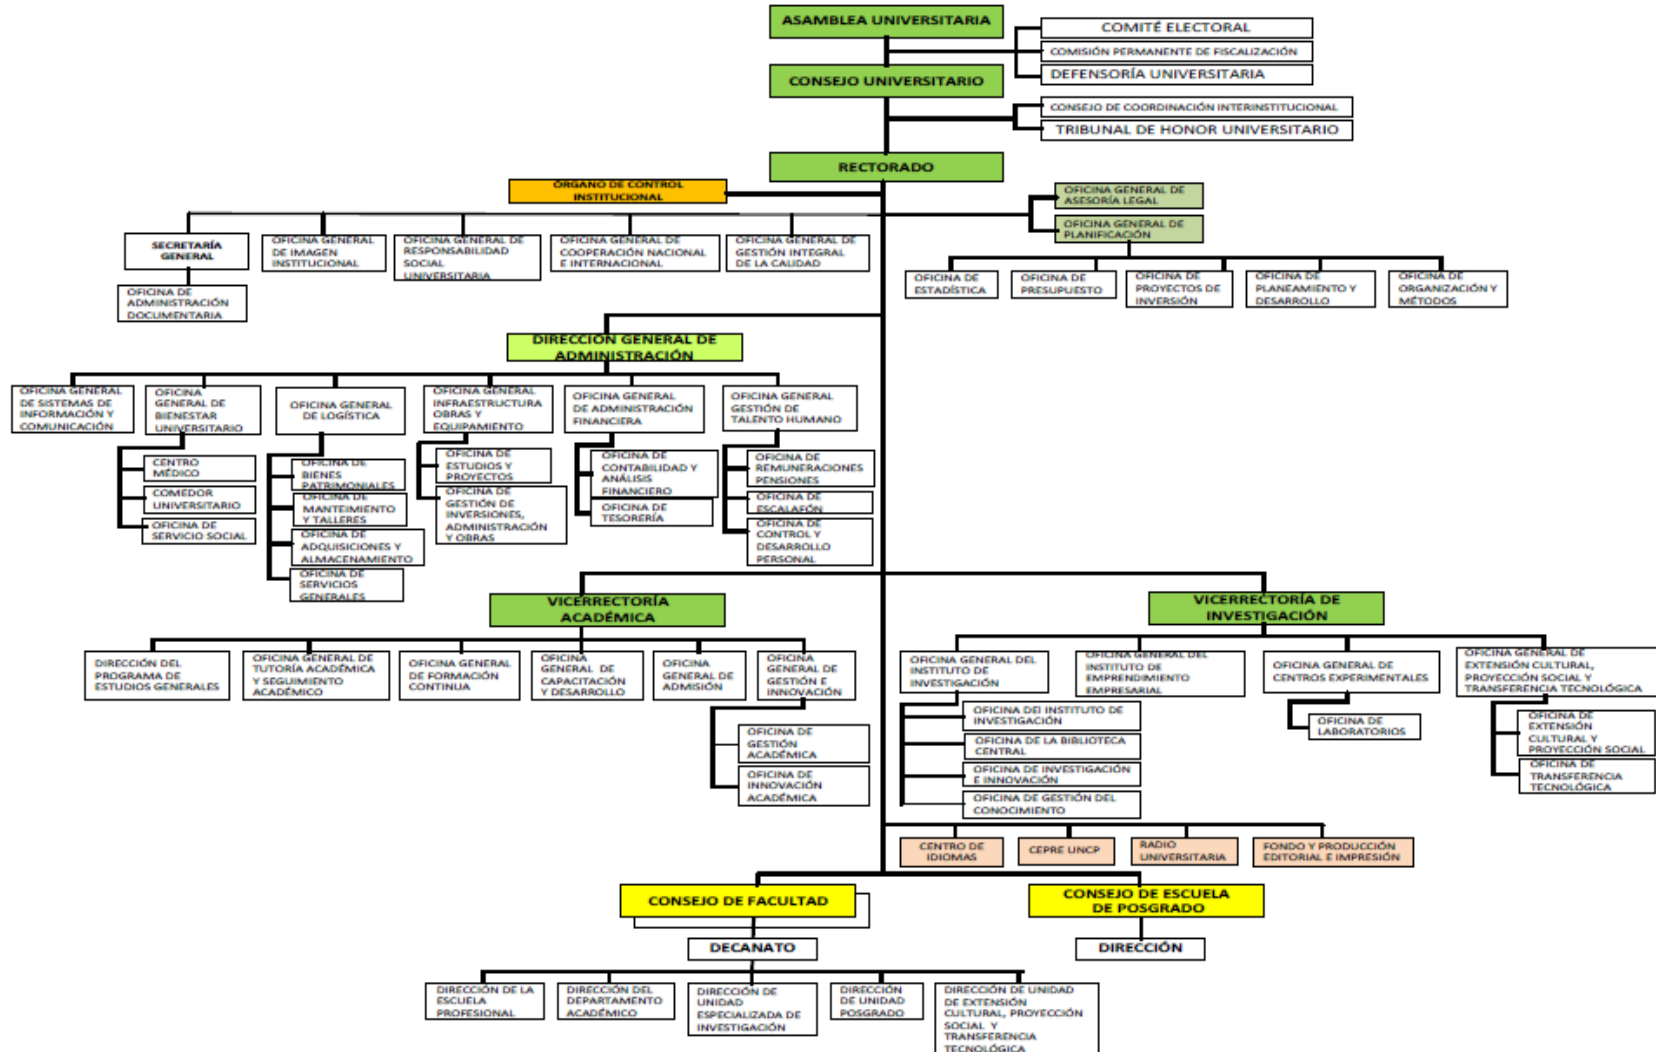 ASAMBLEA UNIVERSITARIA
COMITÉ ELECTORAL
COMISIÓN PERMANENTE DE FISCALIZACIÓN
DEFENSORÍA UNIVERSITARIA
CONSEJO UNIVERSITARIO
CONSEJO DE COORDINACIÓN INTERINSTITUCIONAL
TRIBUNAL DE HONOR UNIVERSITARIO
RECTORADO
ÓRGANO DE CONTROL
INSTITUCIONAL
OFICINA GENERAL DE
ASESORÍA LEGAL
OFICINA GENERAL DE
PLANIFICACIÓN
SECRETARÍA
GENERAL
OFICINA GENERAL
DE IMAGEN
INSTITUCIONAL
OFICINA GENERAL DE
RESPONSABILIDAD
SOCIAL
UNIVERSITARIA
OFICINA GENERAL DE
COOPERACIÓN NACIONAL
E INTERNACIONAL
OFICINA GENERAL DE
GESTIÓN INTEGRAL
DE LA CALIDAD
OFICINA DE
ADMINISTRACIÓN
DOCUMENTARIA
OFICINA DE
ESTADÍSTICA
OFICINA DE
PRESUPUESTO
OFICINA DE
PROYECTOS DE
INVERSIÓN
OFICINA DE
PLANEAMIENTO Y
DESARROLLO
OFICINA DE
ORGANIZACIÓN Y
MÉTODOS
DIRECCIÓN GENERAL DE
ADMINISTRACIÓN
OFICINA GENERAL
DE SISTEMAS DE
INFORMACIÓN Y
COMUNICACIÓN
OFICINA
GENERAL DE
BIENESTAR
UNIVERSITARIO
OFICINA GENERAL
DE LOGÍSTICA
OFICINA GENERAL
INFRAESTRUCTURA
OBRAS Y
EQUIPAMIENTO
OFICINA GENERAL
DE ADMINISTRACIÓN
FINANCIERA
OFICINA GENERAL
GESTIÓN DE
TALENTO HUMANO
CENTRO
MÉDICO
COMEDOR
UNIVERSITARIO
OFICINA DE
SERVICIO SOCIAL
OFICINA DE
BIENES
PATRIMONIALES
OFICINA DE
MANTEIMIENTO
Y TALLERES
OFICINA DE
ADQUISICIONES Y
ALMACENAMIENTO
OFICINA DE
SERVICIOS
GENERALES
OFICINA DE
ESTUDIOS Y
PROYECTOS
OFICINA DE
GESTIÓN DE
INVERSIONES,
ADMINISTRACIÓN
Y OBRAS
OFICINA DE
CONTABILIDAD Y
ANÁLISIS
FINANCIERO
OFICINA DE
TESORERÍA
OFICINA DE
REMUNERACIONES
PENSIONES
OFICINA DE
ESCALAFÓN
OFICINA DE
CONTROL Y
DESARROLLO
PERSONAL
VICERRECTORÍA
ACADÉMICA
VICERRECTORÍA DE
INVESTIGACIÓN
DIRECCIÓN DEL
PROGRAMA DE
ESTUDIOS GENERALES
OFICINA GENERAL DE
TUTORÍA ACADÉMICA
Y SEGUIMIENTO
ACADÉMICO
OFICINA GENERAL
DE FORMACIÓN
CONTINUA
OFICINA
GENERAL DE
CAPACITACIÓN
Y DESARROLLO
OFICINA
GENERAL DE
ADMISIÓN
OFICINA
GENERAL DE
GESTIÓN E
INNOVACIÓN
OFICINA DE
GESTIÓN
ACADÉMICA
OFICINA DE
INNOVACIÓN
ACADÉMICA
OFICINA GENERAL DEL
INSTITUTO DE
INVESTIGACIÓN
OFICINA GENERAL DEL
INSTITUTO DE
EMPRENDIMIENTO
EMPRESARIAL
OFICINA GENERAL DE
CENTROS EXPERIMENTALES
OFICINA GENERAL DE
EXTENSIÓN CULTURAL,
PROYECCIÓN SOCIAL Y
TRANSFERENCIA TECNOLÓGICA
OFICINA DEl INSTITUTO DE
INVESTIGACIÓN
OFICINA DE LA BIBLIOTECA
CENTRAL
OFICINA DE INVESTIGACIÓN
E INNOVACIÓN
OFICINA DE GESTIÓN DEL
CONOCIMIENTO
OFICINA DE
LABORATORIOS
OFICINA DE
EXTENSIÓN
CULTURAL Y
PROYECCIÓN SOCIAL
OFICINA DE
TRANSFERENCIA
TECNOLÓGICA
CENTRO DE
IDIOMAS
CEPRE UNCP
RADIO
UNIVERSITARIA
FONDO Y PRODUCCIÓN
EDITORIAL E IMPRESIÓN
CONSEJO DE FACULTAD
CONSEJO DE ESCUELA
DE POSGRADO
DECANATO
DIRECCIÓN
DIRECCIÓN DE LA
ESCUELA
PROFESIONAL
DIRECCIÓN DEL
DEPARTAMENTO
ACADÉMICO
DIRECCIÓN DE
UNIDAD
ESPECIALIZADA DE
INVESTIGACIÓN
DIRECCIÓN
DE UNIDAD
POSGRADO
DIRECCIÓN DE UNIDAD
DE EXTENSIÓN
CULTURAL, PROYECCIÓN
SOCIAL Y
TRANSFERENCIA
TECNOLÓGICA